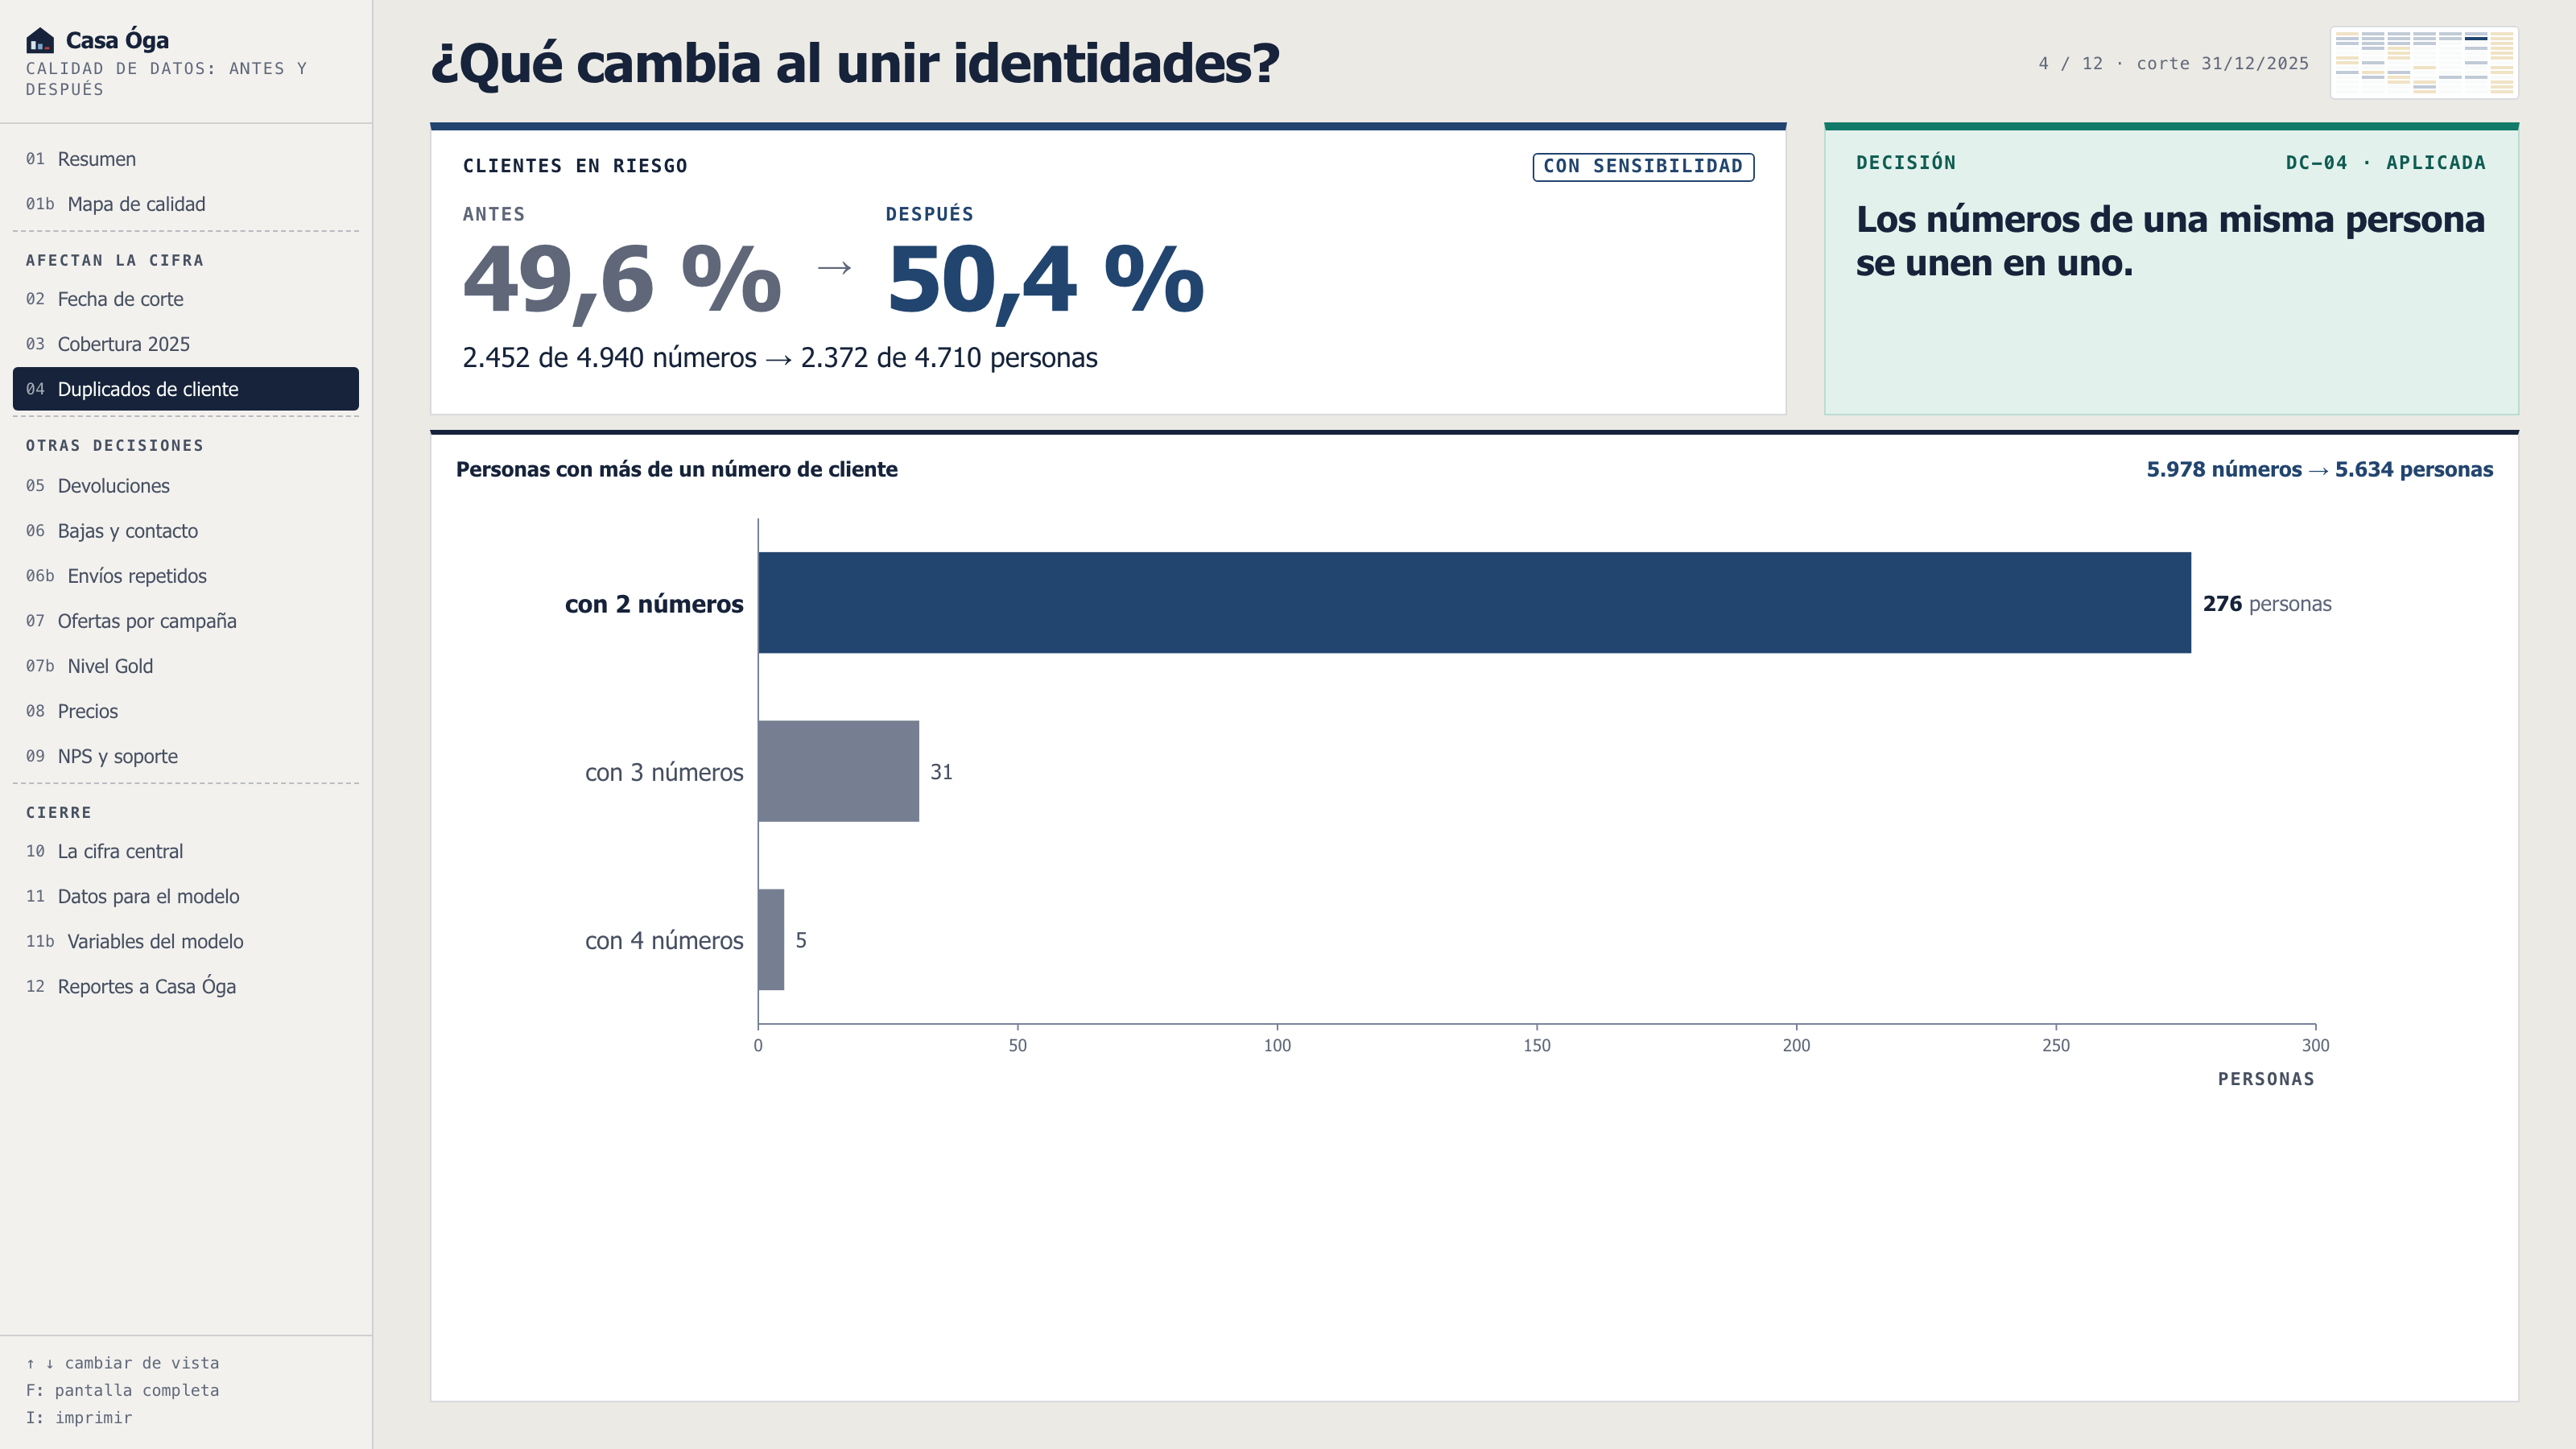 Casa Óga
CALIDAD DE DATOS: ANTES Y
DESPUÉS
01 Resumen
01b Mapa de calidad
AFECTAN LA CIFRA
02 Fecha de corte
03 Cobertura 2025
04 Duplicados de cliente
OTRAS DECISIONES
05 Devoluciones
06 Bajas y contacto
06b Envíos repetidos
07 Ofertas por campaña
07b Nivel Gold
08 Precios
09 NPS y soporte
CIERRE
10 La cifra central
11 Datos para el modelo
11b Variables del modelo
12 Reportes a Casa Óga
↑ ↓ cambiar de vista
F: pantalla completa
I: imprimir
¿Qué cambia al unir identidades?
4 / 12 · corte 31/12/2025
CLIENTES EN RIESGO
CON SENSIBILIDAD
ANTES
DESPUÉS
49,6 % → 50,4 %
2.452 de 4.940 números → 2.372 de 4.710 personas
DECISIÓN
DC-04 · APLICADA
Los números de una misma persona
se unen en uno.
Personas con más de un número de cliente
5.978 números → 5.634 personas
con 2 números
276 personas
con 3 números
31
con 4 números
5
0 50 100 150 200 250 300
PERSONAS